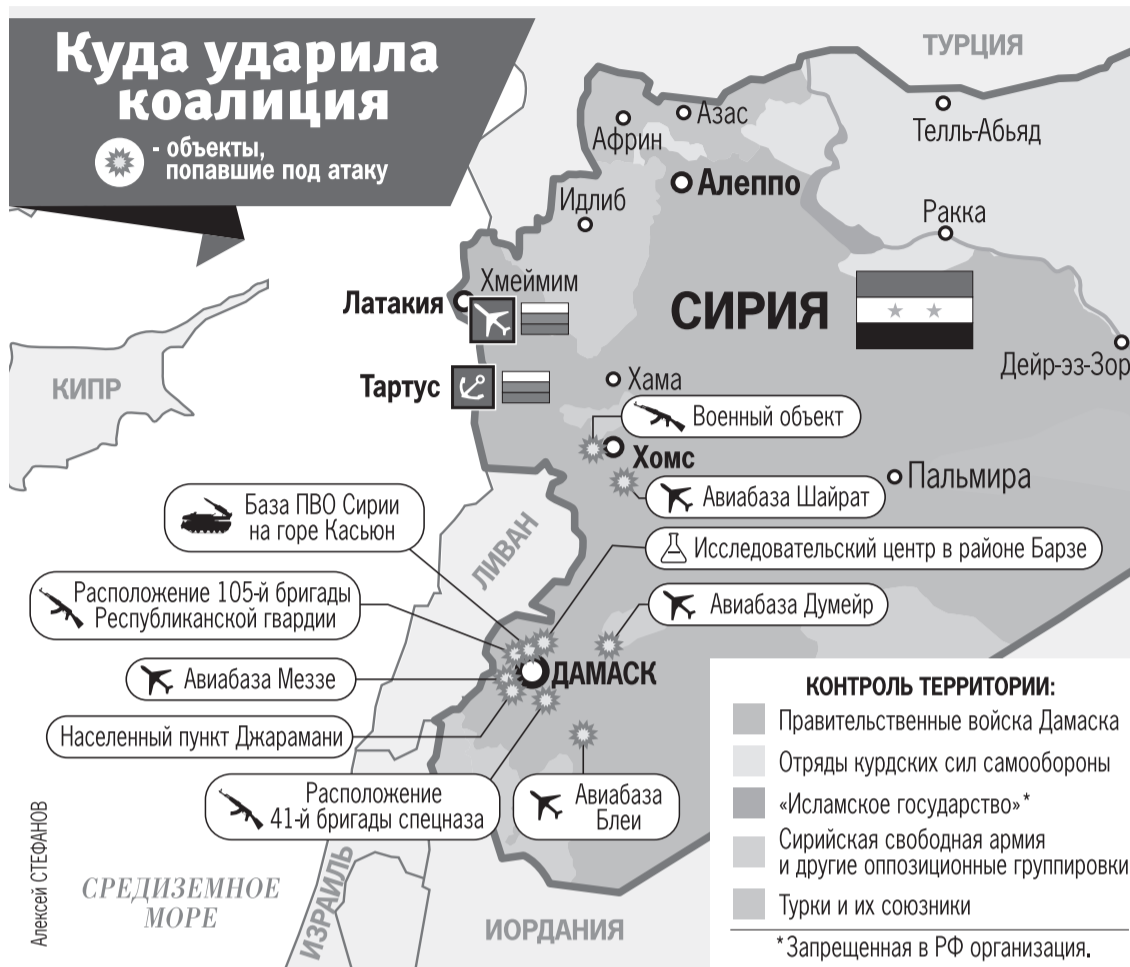 Куда ударила
коалиция
- объекты,
попавшие под атаку
ТУРЦИЯ
Азас
Африн
Телль-Абьяд
Алеппо
Идлиб
Ракка
Хмеймим
Латакия
СИРИЯ
Дейр-эз-Зор
КИПР
Тартус
Хама
Военный объект
Хомс
Пальмира
Авиабаза Шайрат
База ПВО Сирии
на горе Касьюн
ЛИВАН
Исследовательский центр в районе Барзе
Расположение 105-й бригады
Республиканской гвардии
Авиабаза Думейр
Авиабаза Меззе
ДАМАСК
Населенный пункт Джарамани
Расположение
41-й бригады спецназа
Авиабаза
Блеи
КОНТРОЛЬ ТЕРРИТОРИИ:
Правительственные войска Дамаска
Отряды курдских сил самообороны
«Исламское государство»*
Сирийская свободная армия
и другие оппозиционные группировки
Турки и их союзники
*Запрещенная в РФ организация.
Алексей СТЕФАНОВ
СРЕДИЗЕМНОЕ
МОРЕ
ИЗРАИЛЬ
ИОРДАНИЯ